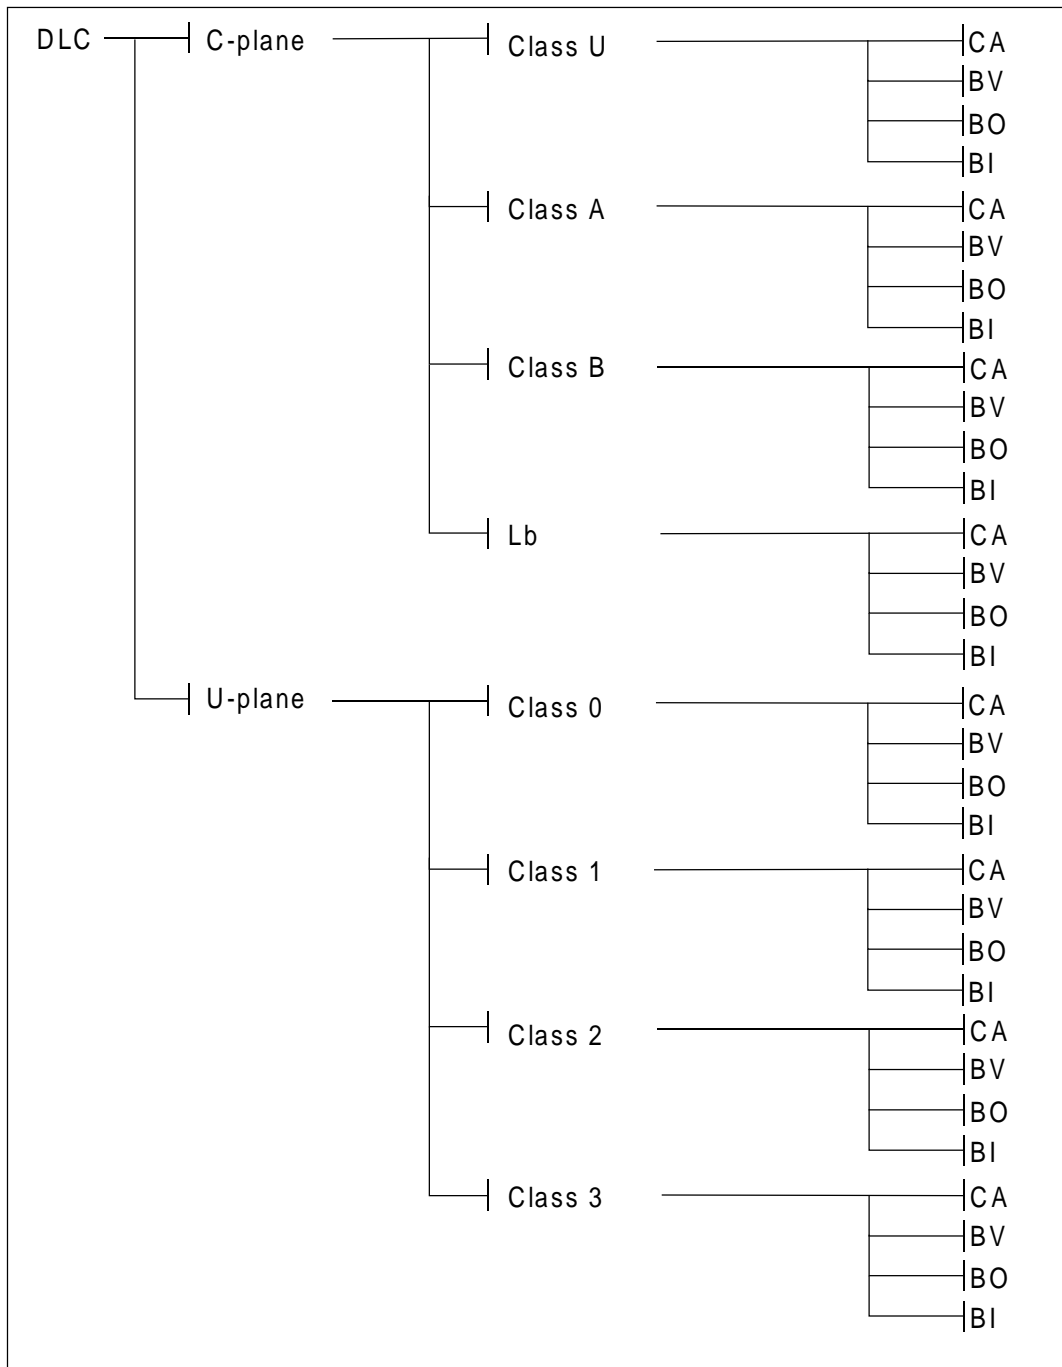 DLC C-plane Class U CA
BV
BO
BI
Class A CA
BV
BO
BI
Class B CA
BV
BO
BI
Lb CA
BV
BO
BI
U-plane Class 0 CA
BV
BO
BI
Class 1 CA
BV
BO
BI
Class 2 CA
BV
BO
BI
Class 3 CA
BV
BO
BI